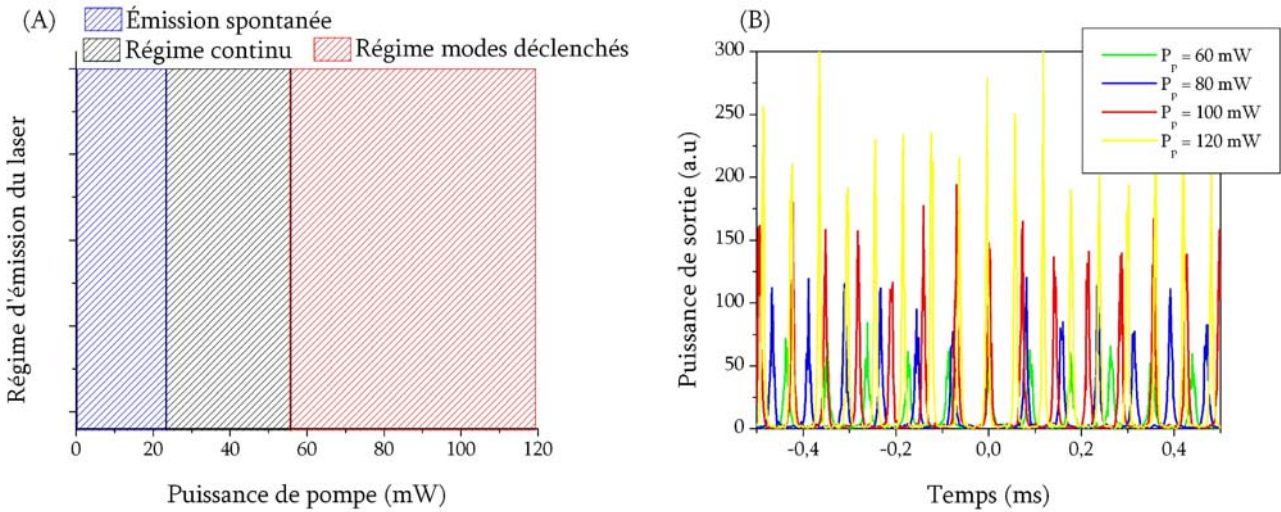 (A)
Émission spontanée
Régime continu
Régime modes déclenchés
Régime d'émission du laser
0
20
40
60
80
100
120
Puissance de pompe (mW)
(B)
300
250
200
150
100
50
0
Puissance de sortie (a.u)
P_p = 60 mW
P_p = 80 mW
P_p = 100 mW
P_p = 120 mW
-0,4
-0,2
0,0
0,2
0,4
Temps (ms)